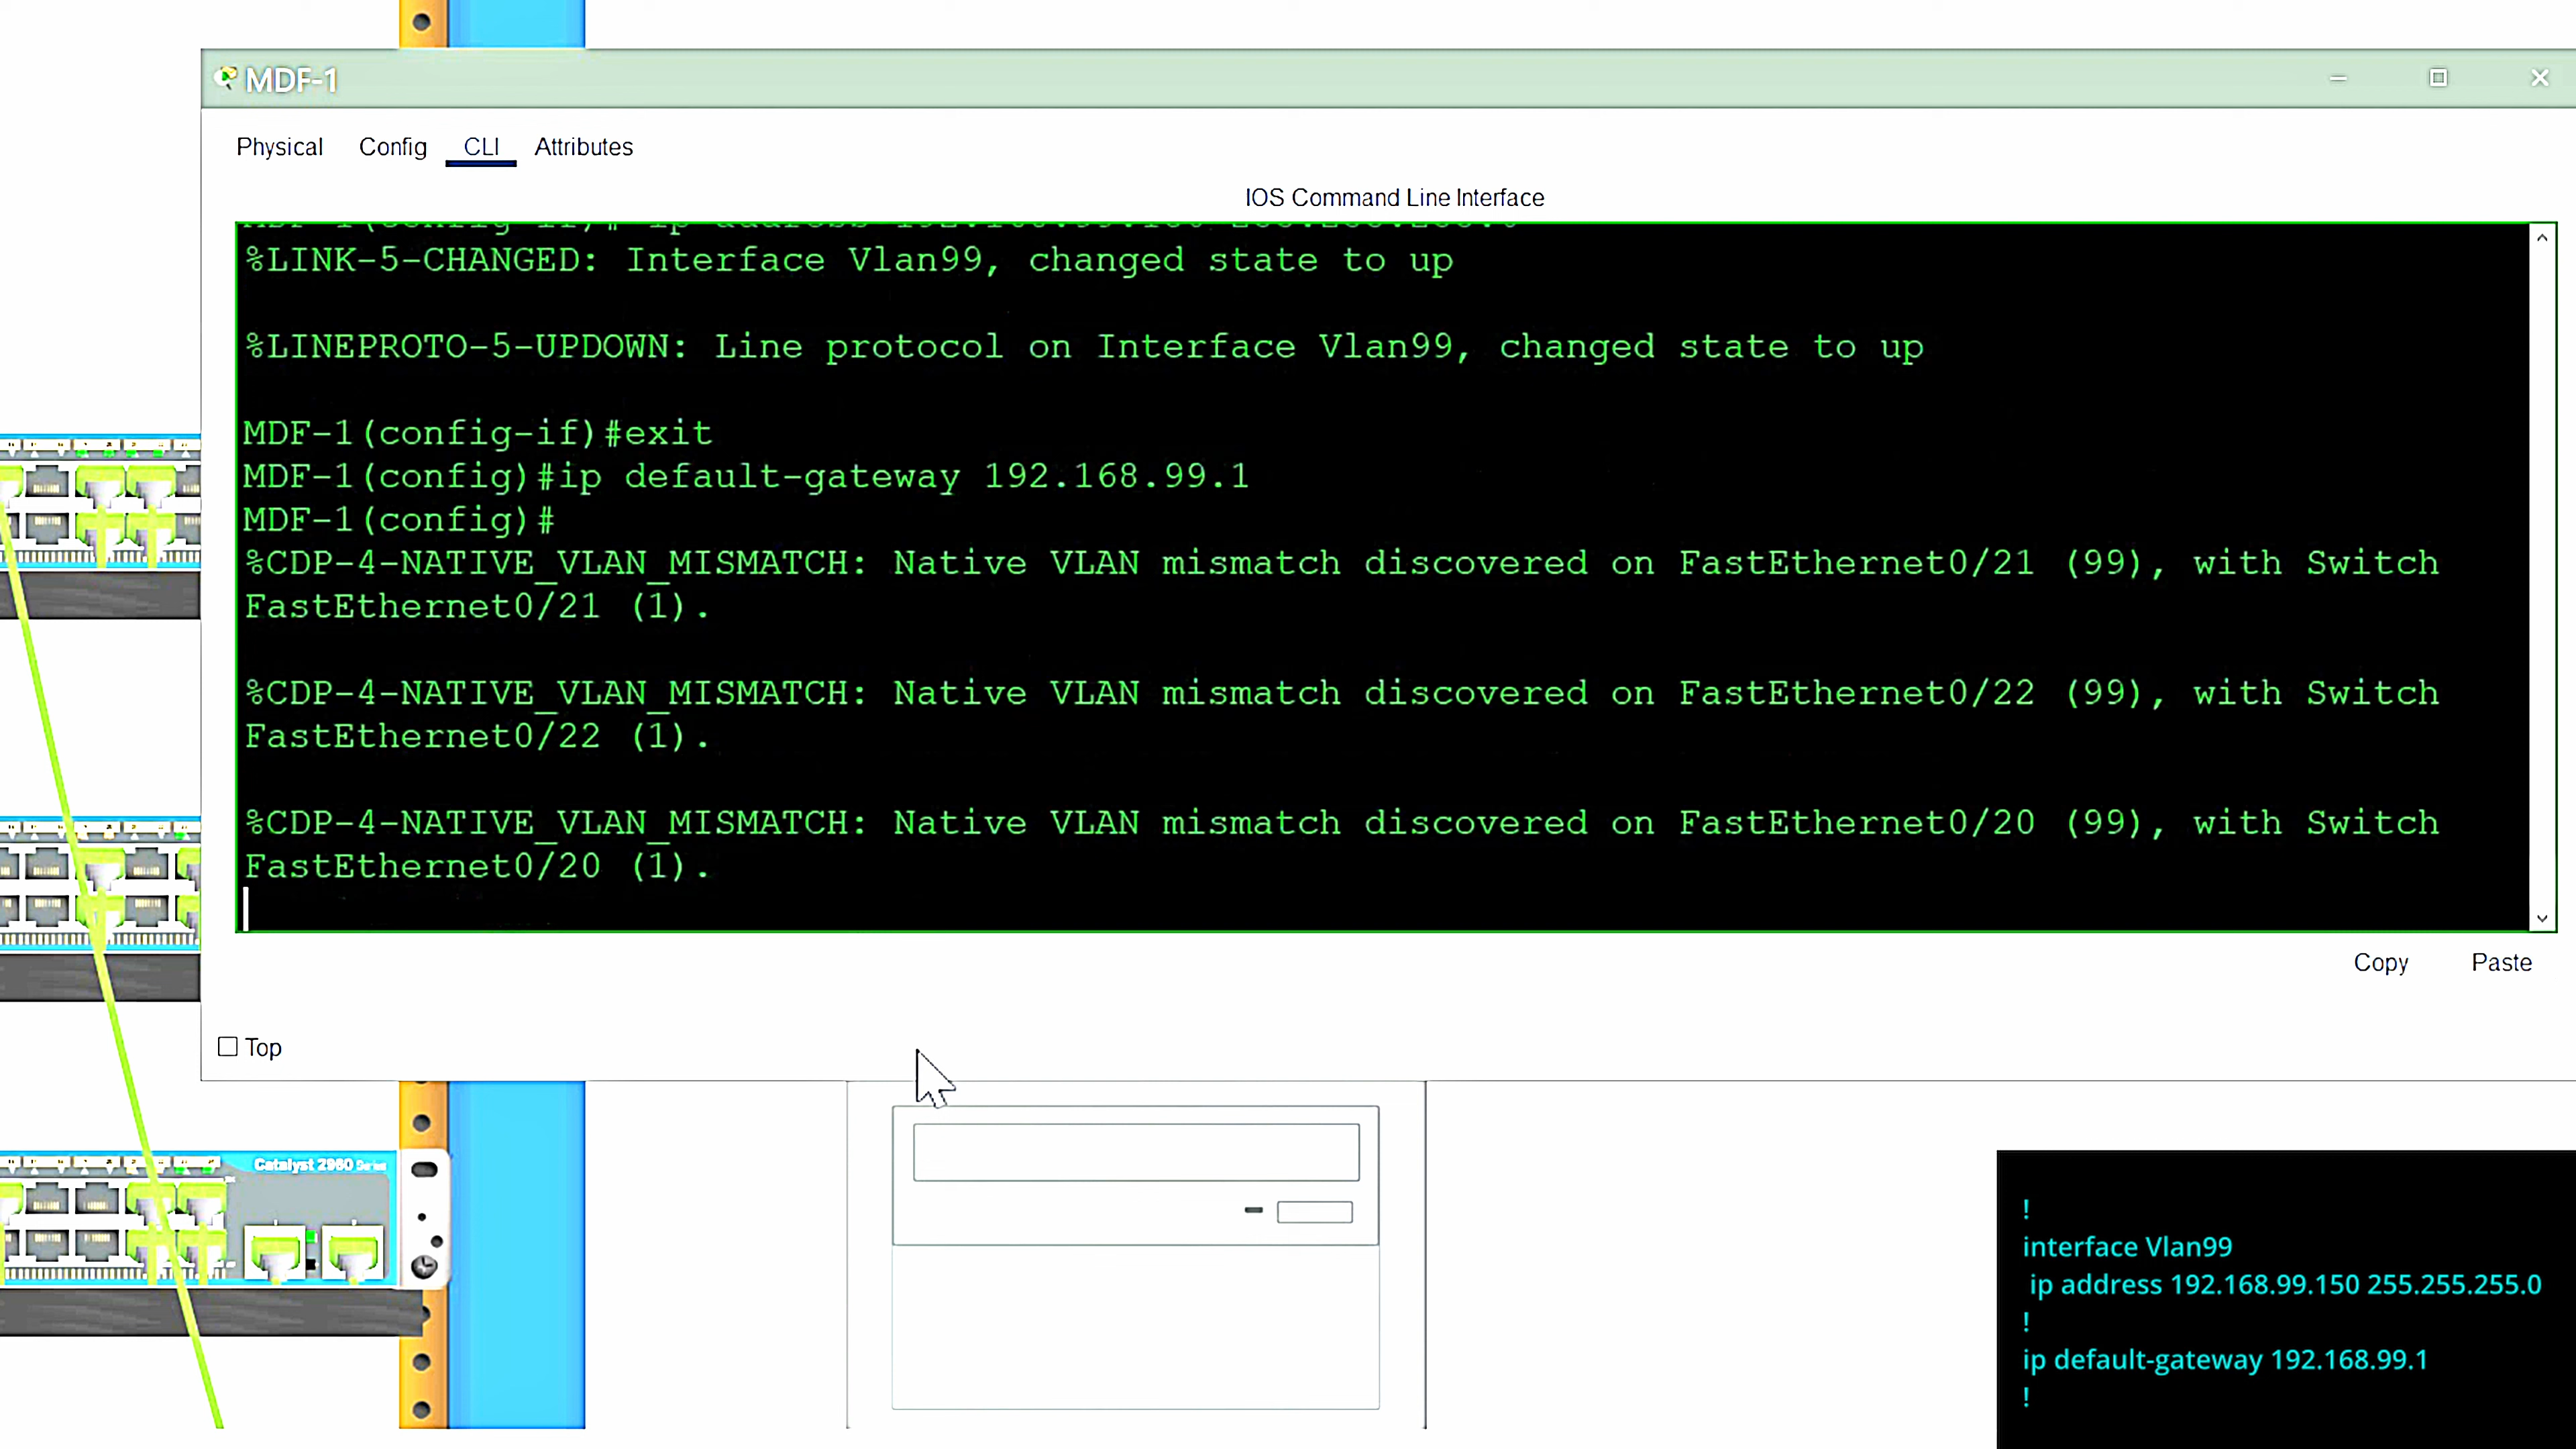 MDF-1
Physical Config CLI Attributes
IOS Command Line Interface
%LINK-5-CHANGED: Interface Vlan99, changed state to up
%LINEPROTO-5-UPDOWN: Line protocol on Interface Vlan99, changed state to up
MDF-1(config-if)#exit
MDF-1(config)#ip default-gateway 192.168.99.1
MDF-1(config)#
%CDP-4-NATIVE_VLAN_MISMATCH: Native VLAN mismatch discovered on FastEthernet0/21 (99), with Switch
FastEthernet0/21 (1).
%CDP-4-NATIVE_VLAN_MISMATCH: Native VLAN mismatch discovered on FastEthernet0/22 (99), with Switch
FastEthernet0/22 (1).
%CDP-4-NATIVE_VLAN_MISMATCH: Native VLAN mismatch discovered on FastEthernet0/20 (99), with Switch
FastEthernet0/20 (1).
Copy Paste
Top
Catalyst 2960 Series
!
interface Vlan99
ip address 192.168.99.150 255.255.255.0
!
ip default-gateway 192.168.99.1
!